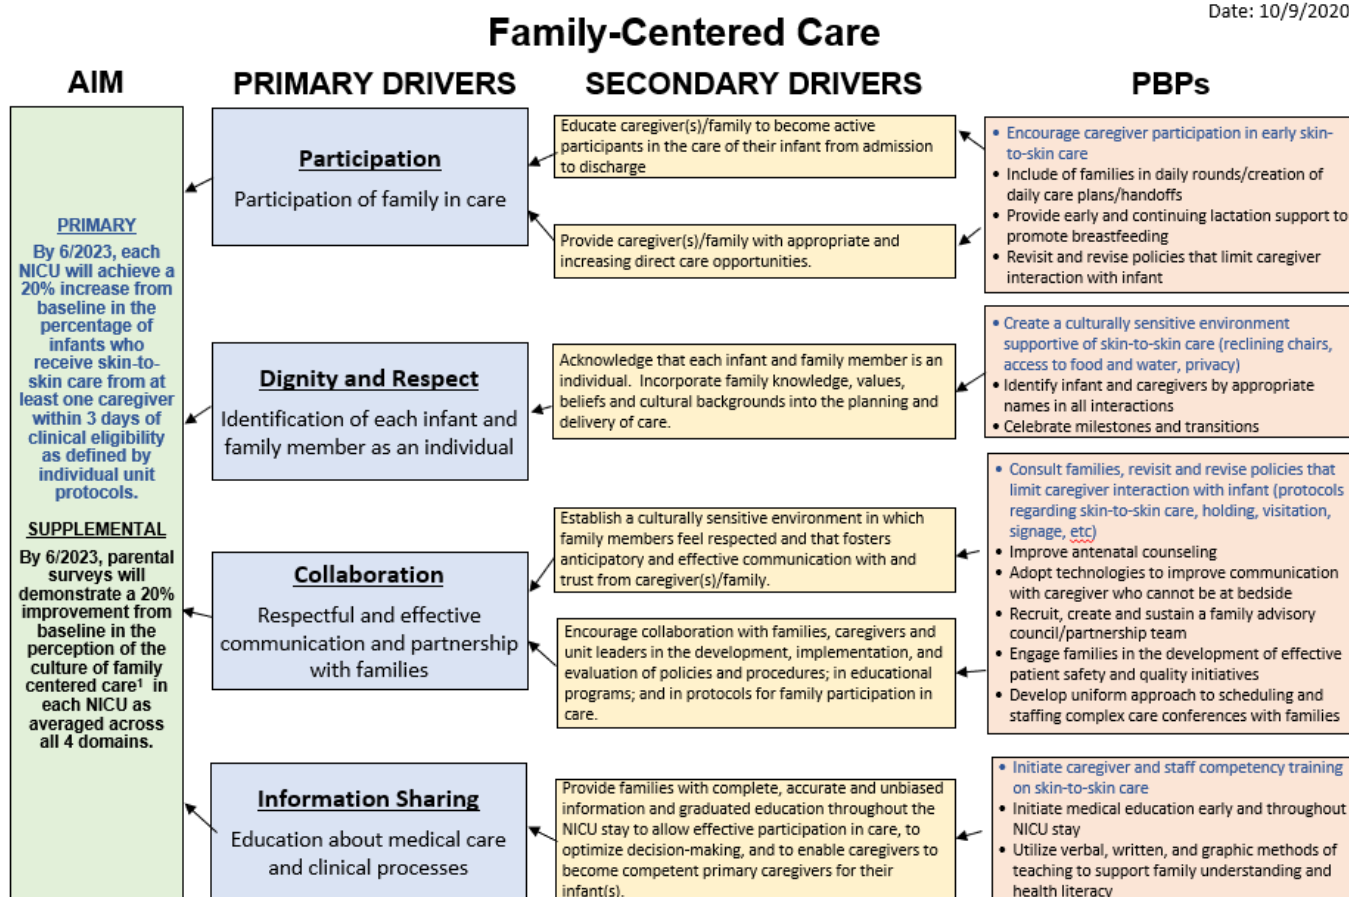 Date: 10/9/2020
Family-Centered Care
AIM
PRIMARY DRIVERS
SECONDARY DRIVERS
PBPs
PRIMARY
By 6/2023, each
NICU will achieve a
20% increase from
baseline in the
percentage of
infants who
receive skin-to-
skin care from at
least one caregiver
within 3 days of
clinical eligibility
as defined by
individual unit
protocols.
SUPPLEMENTAL
By 6/2023, parental
surveys will
demonstrate a 20%
improvement from
baseline in the
perception of the
culture of family
centered care¹ in
each NICU as
averaged across
all 4 domains.
Participation
Participation of family in care
Educate caregiver(s)/family to become active
participants in the care of their infant from admission
to discharge
Provide caregiver(s)/family with appropriate and
increasing direct care opportunities.
• Encourage caregiver participation in early skin-
to-skin care
• Include of families in daily rounds/creation of
daily care plans/handoffs
• Provide early and continuing lactation support to
promote breastfeeding
• Revisit and revise policies that limit caregiver
interaction with infant
Dignity and Respect
Identification of each infant and
family member as an individual
Acknowledge that each infant and family member is an
individual. Incorporate family knowledge, values,
beliefs and cultural backgrounds into the planning and
delivery of care.
• Create a culturally sensitive environment
supportive of skin-to-skin care (reclining chairs,
access to food and water, privacy)
• Identify infant and caregivers by appropriate
names in all interactions
• Celebrate milestones and transitions
Collaboration
Respectful and effective
communication and partnership
with families
Establish a culturally sensitive environment in which
family members feel respected and that fosters
anticipatory and effective communication with and
trust from caregiver(s)/family.
Encourage collaboration with families, caregivers and
unit leaders in the development, implementation, and
evaluation of policies and procedures; in educational
programs; and in protocols for family participation in
care.
• Consult families, revisit and revise policies that
limit caregiver interaction with infant (protocols
regarding skin-to-skin care, holding, visitation,
signage, etc)
• Improve antenatal counseling
• Adopt technologies to improve communication
with caregiver who cannot be at bedside
• Recruit, create and sustain a family advisory
council/partnership team
• Engage families in the development of effective
patient safety and quality initiatives
• Develop uniform approach to scheduling and
staffing complex care conferences with families
Information Sharing
Education about medical care
and clinical processes
Provide families with complete, accurate and unbiased
information and graduated education throughout the
NICU stay to allow effective participation in care, to
optimize decision-making, and to enable caregivers to
become competent primary caregivers for their
infant(s).
• Initiate caregiver and staff competency training
on skin-to-skin care
• Initiate medical education early and throughout
NICU stay
• Utilize verbal, written, and graphic methods of
teaching to support family understanding and
health literacy